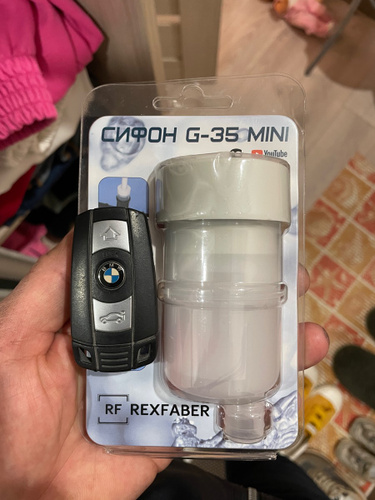 СИФОН G-35 MINI
YouTube
BMW
RF REXFABER